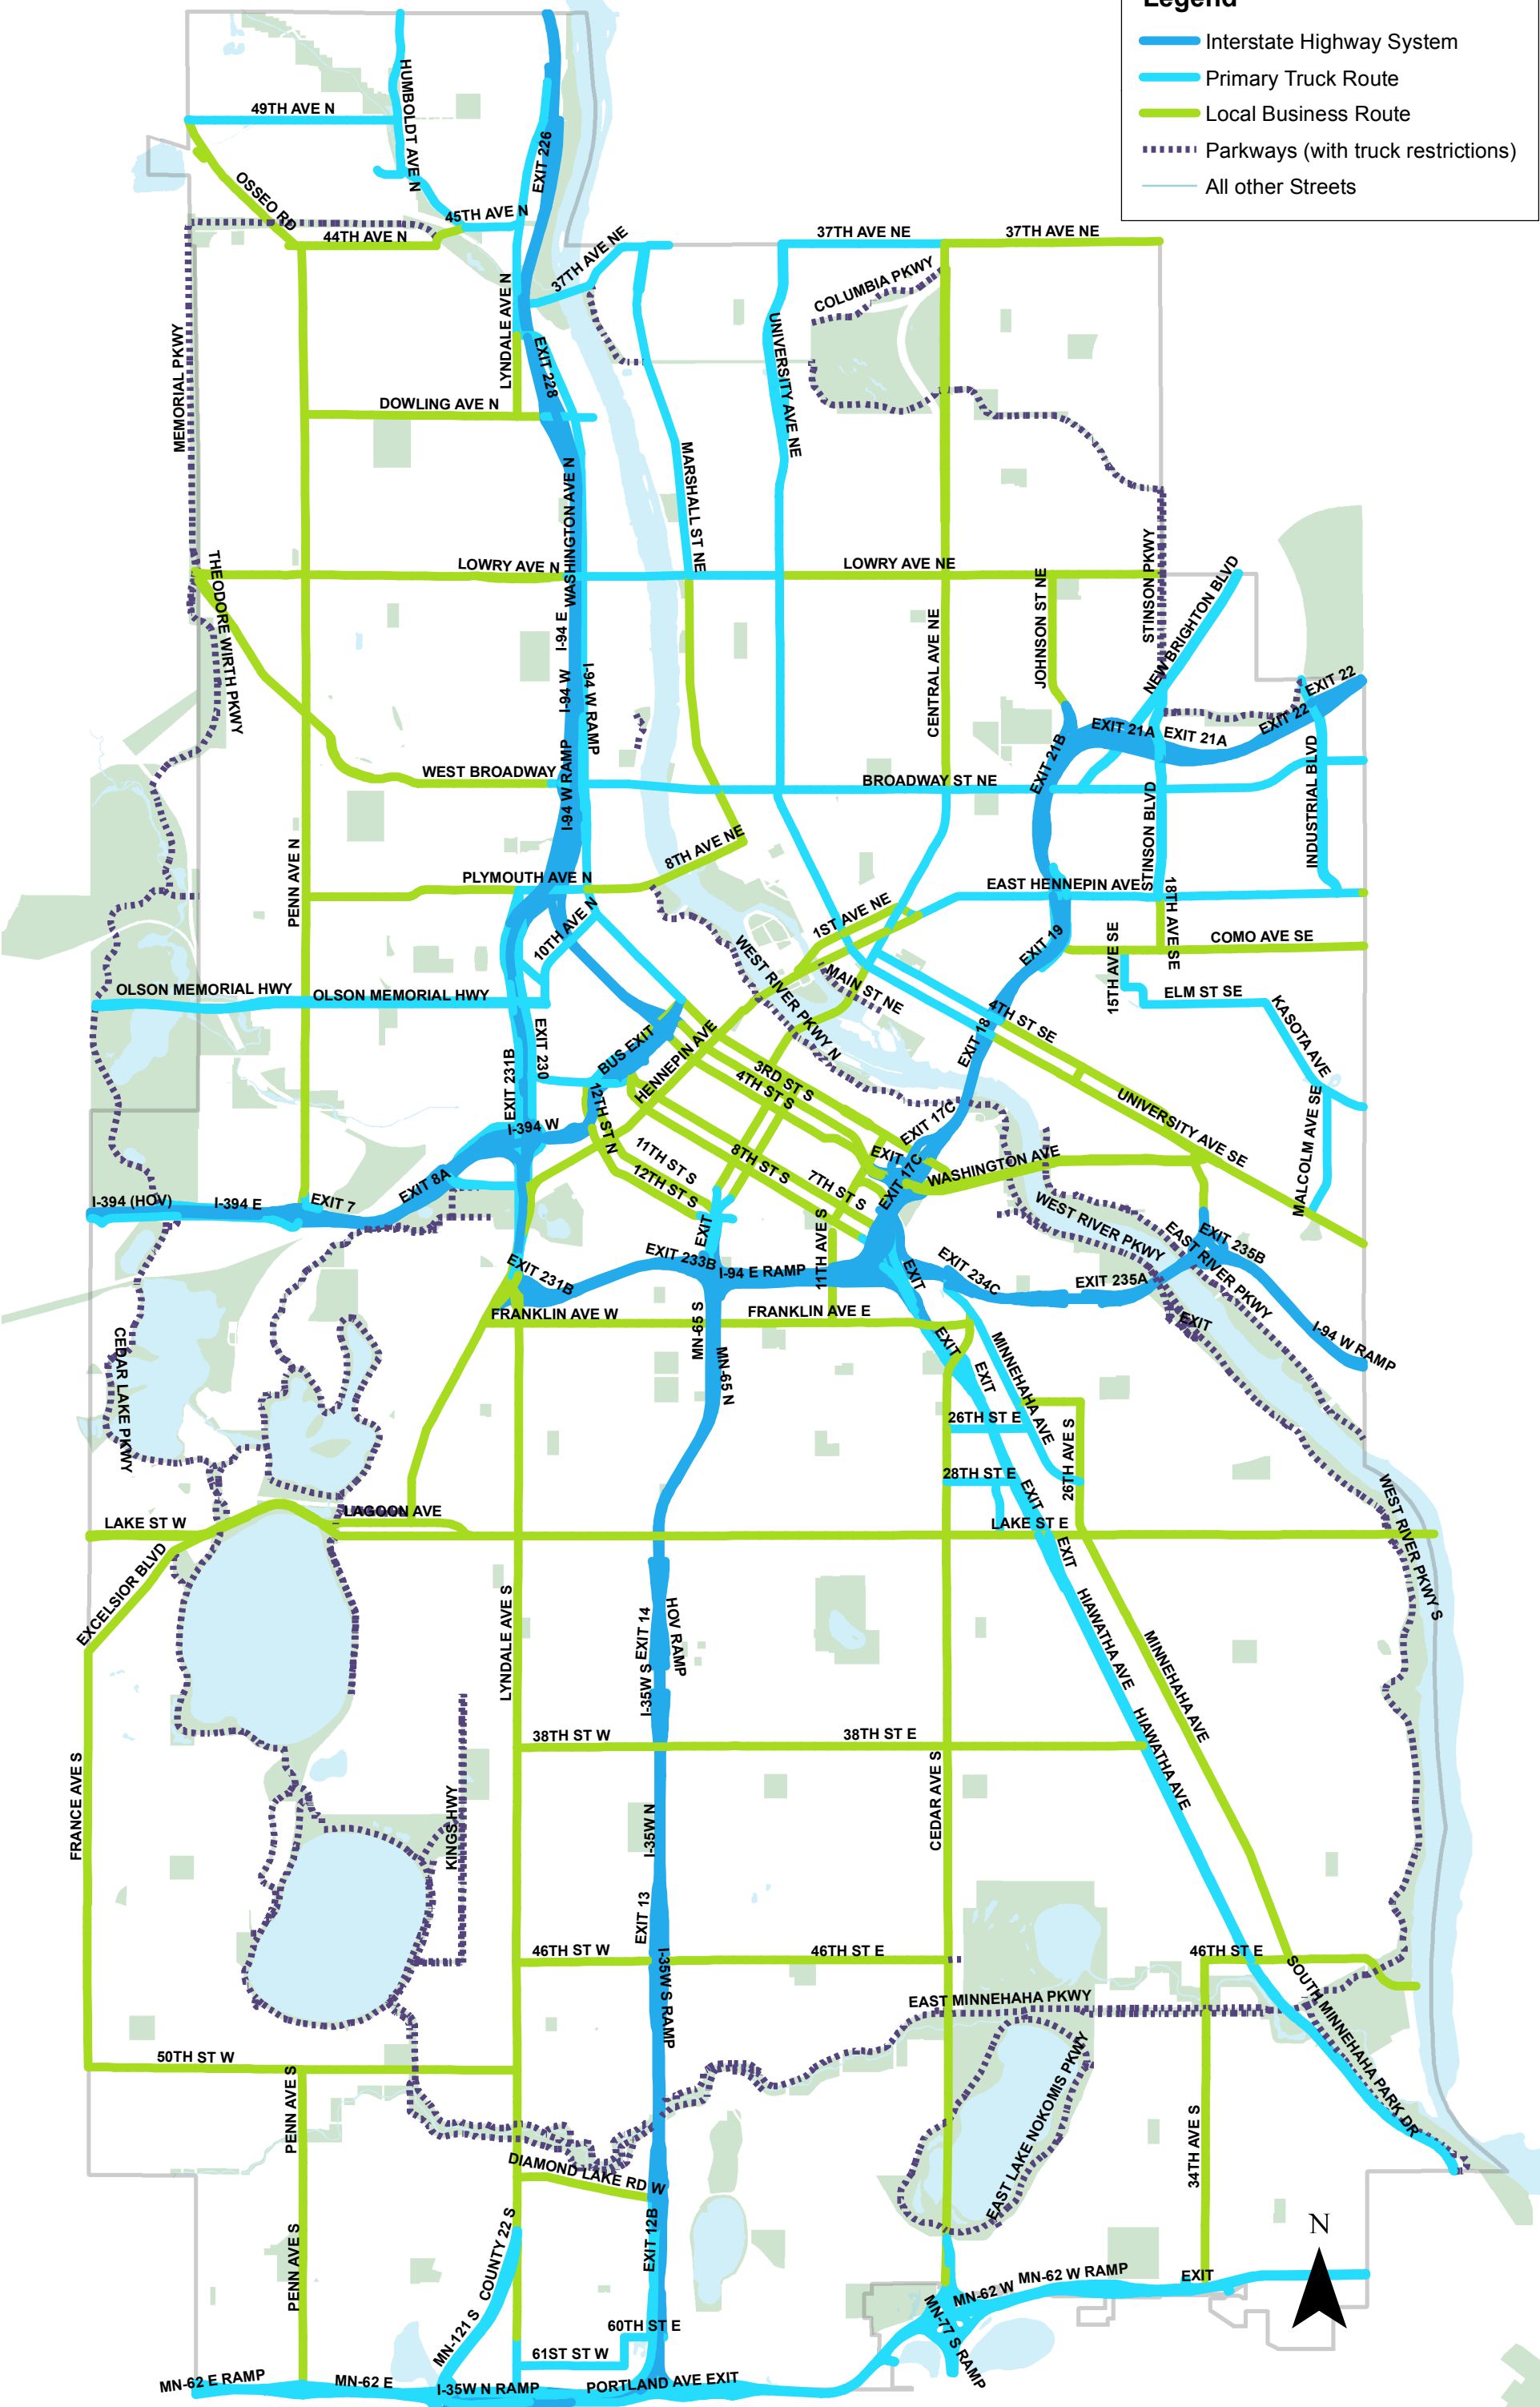 Legend
Interstate Highway System
Primary Truck Route
Local Business Route
Parkways (with truck restrictions)
All other Streets
49TH AVE N
HUMBOLDT AVE N
EXIT 226
OSSEO RD
45TH AVE N
44TH AVE N
37TH AVE NE
37TH AVE NE
37TH AVE NE
COLUMBIA PKWY
LYNDALE AVE N
MEMORIAL PKWY
UNIVERSITY AVE NE
EXIT 228
DOWLING AVE N
MARSHALL ST NE
WASHINGTON AVE N
LOWRY AVE N
LOWRY AVE NE
STINSON PKWY
NEW BRIGHTON BLVD
JOHNSON ST NE
THEODORE WIRTH PKWY
I-94 E
CENTRAL AVE NE
I-94 W
I-94 W RAMP
EXIT 22
EXIT 22
EXIT 21A
EXIT 21A
EXIT 21B
WEST BROADWAY
I-94 W RAMP
BROADWAY ST NE
INDUSTRIAL BLVD
STINSON BLVD
8TH AVE NE
PENN AVE N
PLYMOUTH AVE N
EAST HENNEPIN AVE
18TH AVE SE
10TH AVE N
1ST AVE NE
COMO AVE SE
EXIT 19
15TH AVE SE
WEST RIVER PKWY N
MAIN ST NE
OLSON MEMORIAL HWY
OLSON MEMORIAL HWY
ELM ST SE
KASOTA AVE
4TH ST SE
EXIT 18
EXIT 230
EXIT 231B
BUS EXIT
HENNEPIN AVE
3RD ST S
4TH ST S
12TH ST N
UNIVERSITY AVE SE
MALCOLM AVE SE
I-394 W
EXIT 17C
EXIT
EXIT 17C
WASHINGTON AVE
11TH ST S
12TH ST S
8TH ST S
7TH ST S
EXIT 8A
I-394 (HOV)
I-394 E
EXIT 7
EXIT
11TH AVE S
WEST RIVER PKWY
EAST RIVER PKWY
EXIT 235B
EXIT 231B
EXIT 233B
I-94 E RAMP
EXIT
EXIT 234C
EXIT 235A
FRANKLIN AVE W
FRANKLIN AVE E
EXIT
I-94 W RAMP
MN-65 S
MN-65 N
CEDAR LAKE PKWY
EXIT
EXIT
MINNEHAHA AVE
26TH ST E
26TH AVE S
28TH ST E
EXIT
LAGOON AVE
LAKE ST W
LAKE ST E
EXIT
WEST RIVER PKWY S
EXCELSIOR BLVD
LYNDALE AVE S
EXIT 14
HOV RAMP
I-35W S
HIAWATHA AVE
MINNEHAHA AVE
HIAWATHA AVE
38TH ST W
38TH ST E
FRANCE AVE S
KINGS HWY
I-35W N
CEDAR AVE S
EXIT 13
46TH ST W
46TH ST E
46TH ST E
I-35W S RAMP
SOUTH MINNEHAHA PARK DR
EAST MINNEHAHA PKWY
50TH ST W
PENN AVE S
EAST LAKE NOKOMIS PKWY
34TH AVE S
DIAMOND LAKE RD W
COUNTY 22 S
EXIT 12B
PENN AVE S
N
MN-62 W RAMP
MN-62 W
EXIT
MN-121 S
60TH ST E
61ST ST W
MN-77 S RAMP
MN-62 E RAMP
MN-62 E
I-35W N RAMP
PORTLAND AVE EXIT